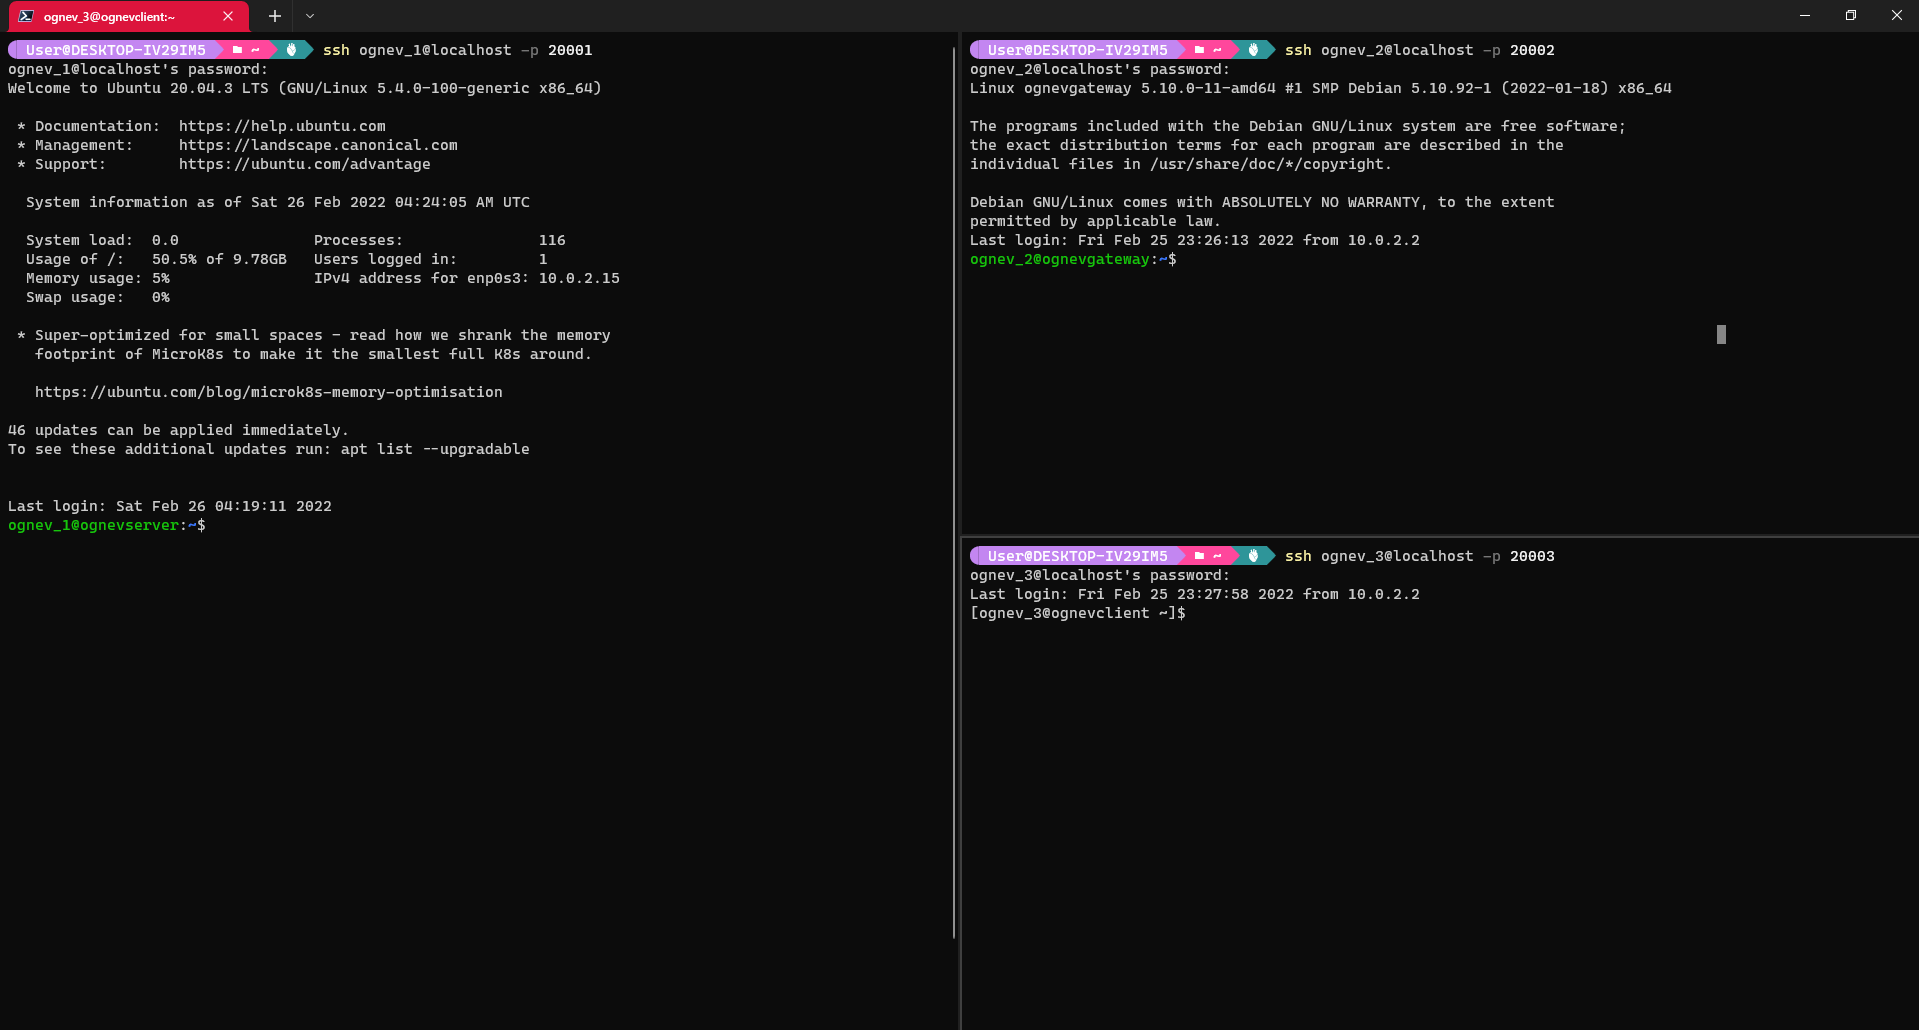 ognev_3@ognevclient:~
User@DESKTOP-IV29IM5 ~ ssh ognev_1@localhost -p 20001
ognev_1@localhost's password:
Welcome to Ubuntu 20.04.3 LTS (GNU/Linux 5.4.0-100-generic x86_64)
* Documentation: https://help.ubuntu.com
* Management: https://landscape.canonical.com
* Support: https://ubuntu.com/advantage
System information as of Sat 26 Feb 2022 04:24:05 AM UTC
System load: 0.0 Processes: 116
Usage of /: 50.5% of 9.78GB Users logged in: 1
Memory usage: 5% IPv4 address for enp0s3: 10.0.2.15
Swap usage: 0%
* Super-optimized for small spaces - read how we shrank the memory
footprint of MicroK8s to make it the smallest full K8s around.
https://ubuntu.com/blog/microk8s-memory-optimisation
46 updates can be applied immediately.
To see these additional updates run: apt list --upgradable
Last login: Sat Feb 26 04:19:11 2022
ognev_1@ognevserver:~$
User@DESKTOP-IV29IM5 ~ ssh ognev_2@localhost -p 20002
ognev_2@localhost's password:
Linux ognevgateway 5.10.0-11-amd64 #1 SMP Debian 5.10.92-1 (2022-01-18) x86_64
The programs included with the Debian GNU/Linux system are free software;
the exact distribution terms for each program are described in the
individual files in /usr/share/doc/*/copyright.
Debian GNU/Linux comes with ABSOLUTELY NO WARRANTY, to the extent
permitted by applicable law.
Last login: Fri Feb 25 23:26:13 2022 from 10.0.2.2
ognev_2@ognevgateway:~$
User@DESKTOP-IV29IM5 ~ ssh ognev_3@localhost -p 20003
ognev_3@localhost's password:
Last login: Fri Feb 25 23:27:58 2022 from 10.0.2.2
[ognev_3@ognevclient ~]$